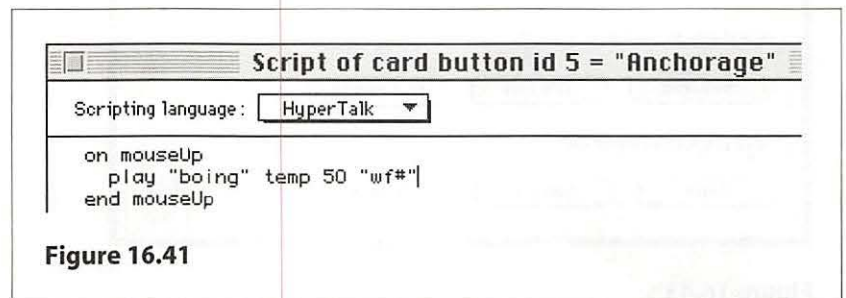 Script of card button id 5 = "Anchorage"
Scripting language: HyperTalk
on mouseUp
play "boing" temp 50 "wf#"
end mouseUp
Figure 16.41